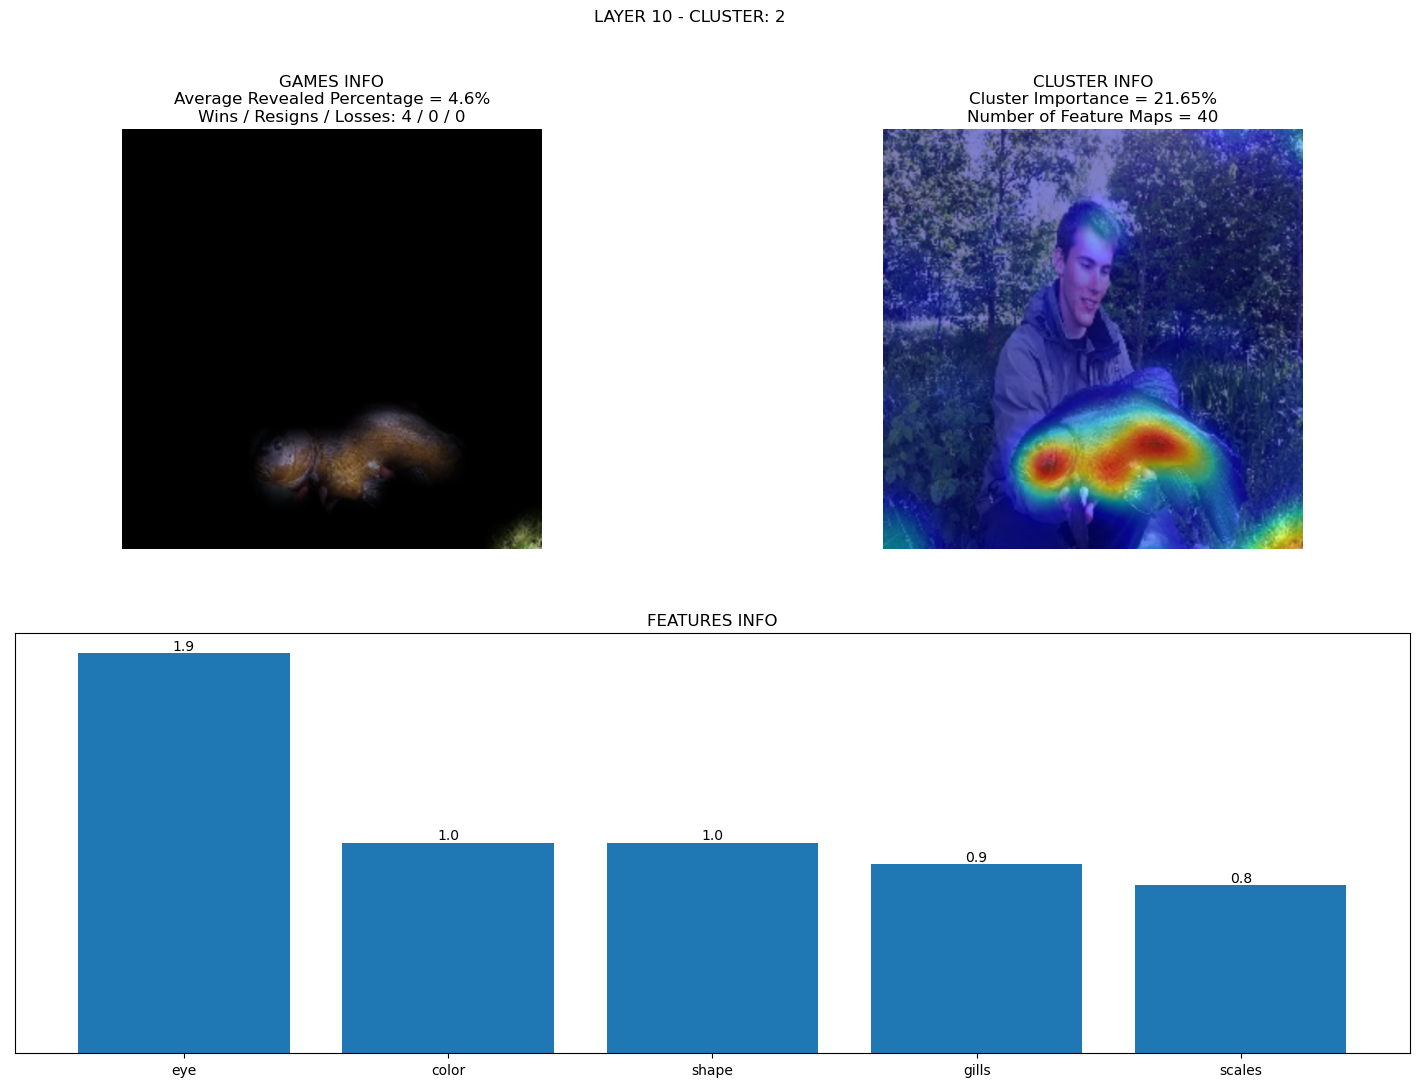 LAYER 10 - CLUSTER: 2
GAMES INFO
Average Revealed Percentage = 4.6%
Wins / Resigns / Losses: 4 / 0 / 0
CLUSTER INFO
Cluster Importance = 21.65%
Number of Feature Maps = 40
FEATURES INFO
1.9
1.0
1.0
0.9
0.8
eye
color
shape
gills
scales